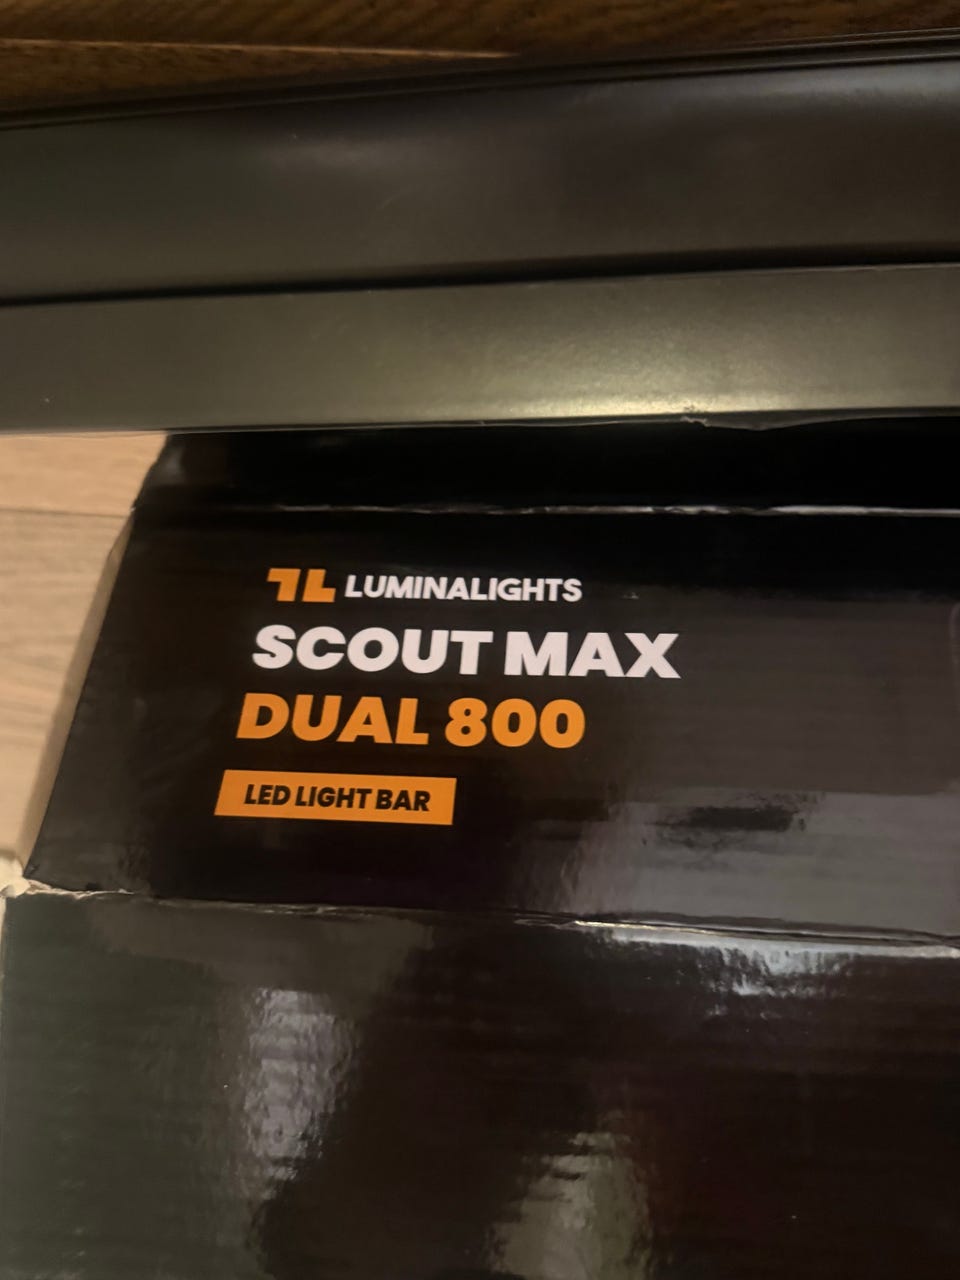 LUMINALIGHTS
SCOUT MAX
DUAL 800
LED LIGHT BAR